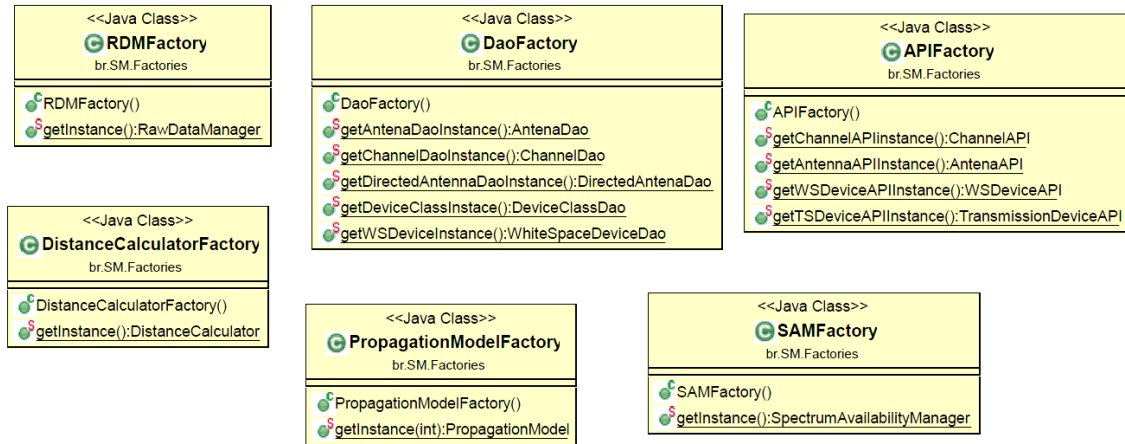 <<Java Class>>
RDMFactory
br.SM.Factories
RDMFactory()
getInstance():RawDataManager
<<Java Class>>
DaoFactory
br.SM.Factories
DaoFactory()
getAntenaDaoInstance():AntenaDao
getChannelDaoInstance():ChannelDao
getDirectedAntennaDaoInstance():DirectedAntenaDao
getDeviceClassInstace():DeviceClassDao
getWSDeviceInstance():WhiteSpaceDeviceDao
<<Java Class>>
APIFactory
br.SM.Factories
APIFactory()
getChannelAPIinstance():ChannelAPI
getAntennaAPIInstance():AntenaAPI
getWSDeviceAPIInstance():WSDeviceAPI
getTSDeviceAPIInstance():TransmissionDeviceAPI
<<Java Class>>
DistanceCalculatorFactory
br.SM.Factories
DistanceCalculatorFactory()
getInstance():DistanceCalculator
<<Java Class>>
PropagationModelFactory
br.SM.Factories
PropagationModelFactory()
getInstance(int):PropagationModel
<<Java Class>>
SAMFactory
br.SM.Factories
SAMFactory()
getInstance():SpectrumAvailabilityManager